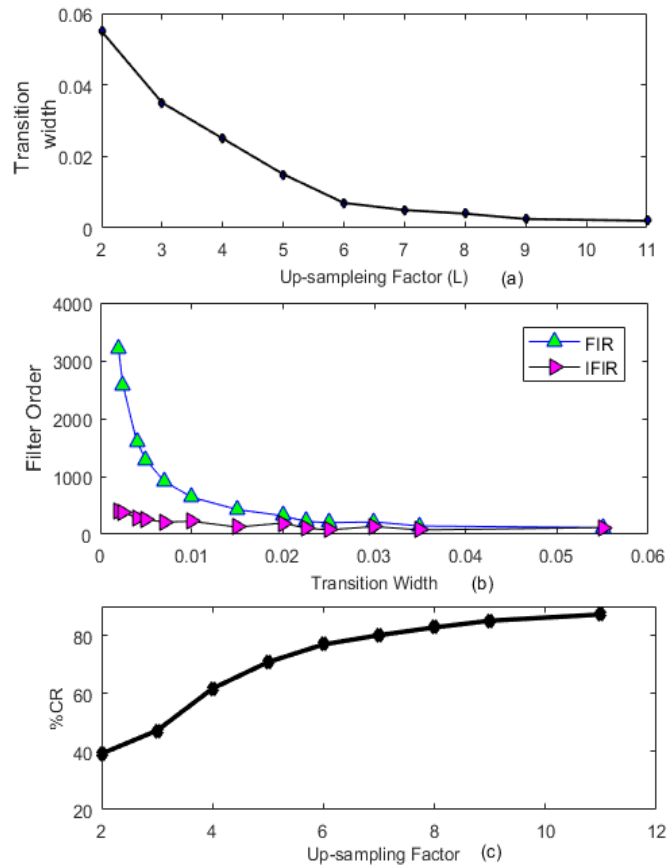 0.06
0.04
0.02
0
Transition
width
2 3 4 5 6 7 8 9 10 11
Up-sampleing Factor (L) (a)
4000
3000
2000
1000
0
Filter Order
FIR
IFIR
0 0.01 0.02 0.03 0.04 0.05 0.06
Transition Width (b)
80
60
40
20
%CR
2 4 6 8 10 12
Up-sampling Factor (c)